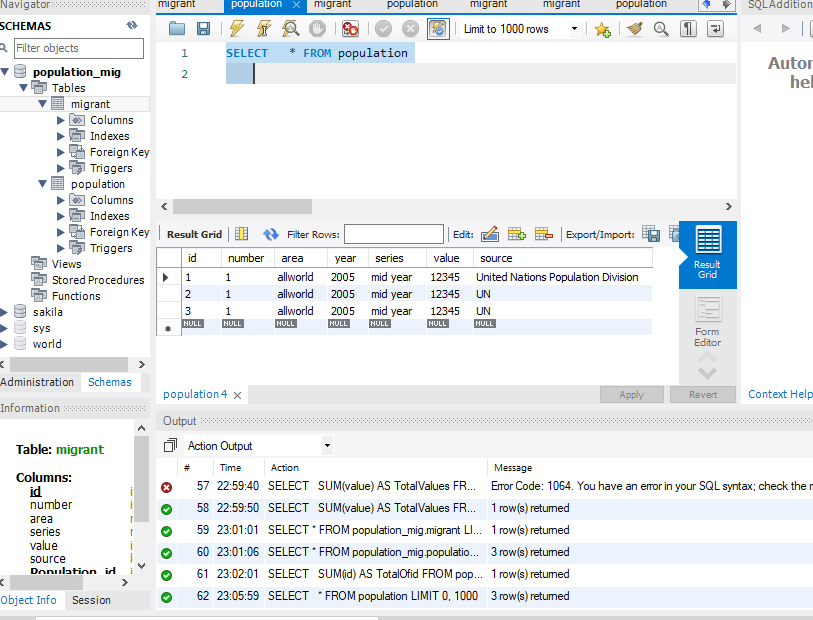 Navigator
SCHEMAS
Filter objects
population_mig
Tables
migrant
Columns
Indexes
Foreign Key
Triggers
population
Columns
Indexes
Foreign Key
Triggers
Views
Stored Procedures
Functions
sakila
sys
world
Administration Schemas
Information
Table: migrant
Columns:
id
number
area
series
value
source
Population_id
Object Info Session
migrant population migrant population migrant migrant population
Limit to 1000 rows
1 SELECT * FROM population
2
Result Grid Filter Rows: Edit: Export/Import:
id number area year series value source
1 1 allworld 2005 mid year 12345 United Nations Population Division
2 1 allworld 2005 mid year 12345 UN
3 1 allworld 2005 mid year 12345 UN
NULL NULL NULL NULL NULL NULL NULL
Result
Grid
Form
Editor
population 4 Apply Revert
Output
Action Output
# Time Action Message
57 22:59:40 SELECT SUM(value) AS TotalValues FR... Error Code: 1064. You have an error in your SQL syntax; check the m
58 22:59:50 SELECT SUM(value) AS TotalValues FR... 1 row(s) returned
59 23:01:01 SELECT * FROM population_mig.migrant LI... 1 row(s) returned
60 23:01:06 SELECT * FROM population_mig.populatio... 3 row(s) returned
61 23:02:01 SELECT SUM(id) AS TotalOfid FROM pop... 1 row(s) returned
62 23:05:59 SELECT * FROM population LIMIT 0, 1000 3 row(s) returned
SQLAddition
Autor
hel
Context Help